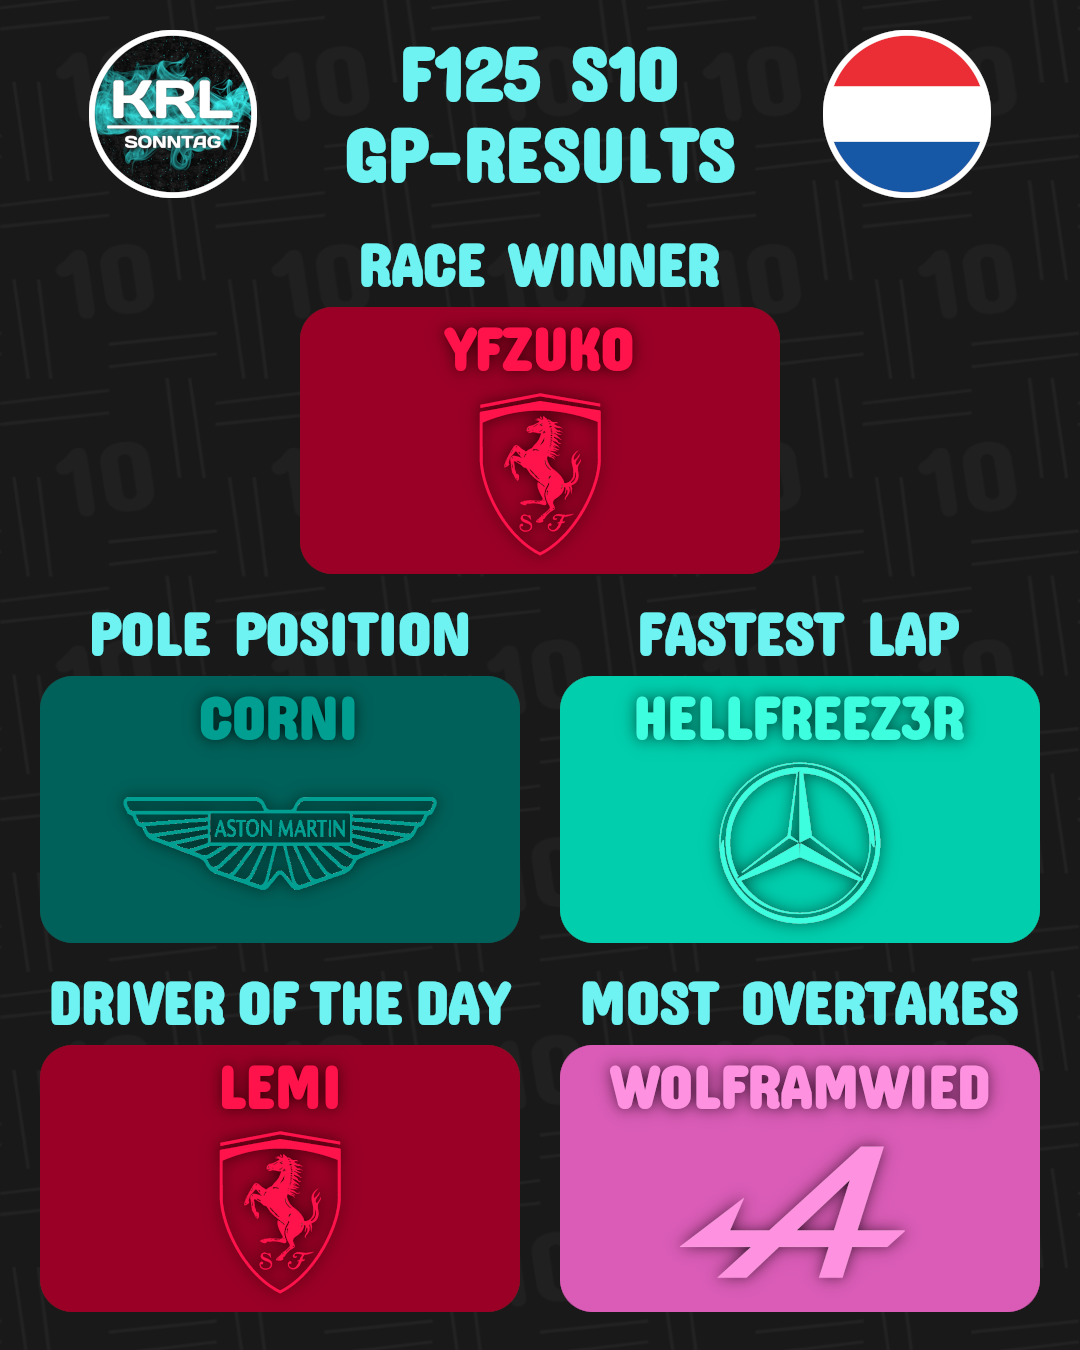 KRL
SONNTAG
F125 S10
GP-RESULTS
RACE WINNER
YFZUKO
S F
POLE POSITION
FASTEST LAP
CORNI
HELLFREEZ3R
ASTON MARTIN
DRIVER OF THE DAY
MOST OVERTAKES
LEMI
WOLFRAMWIED
S F
A